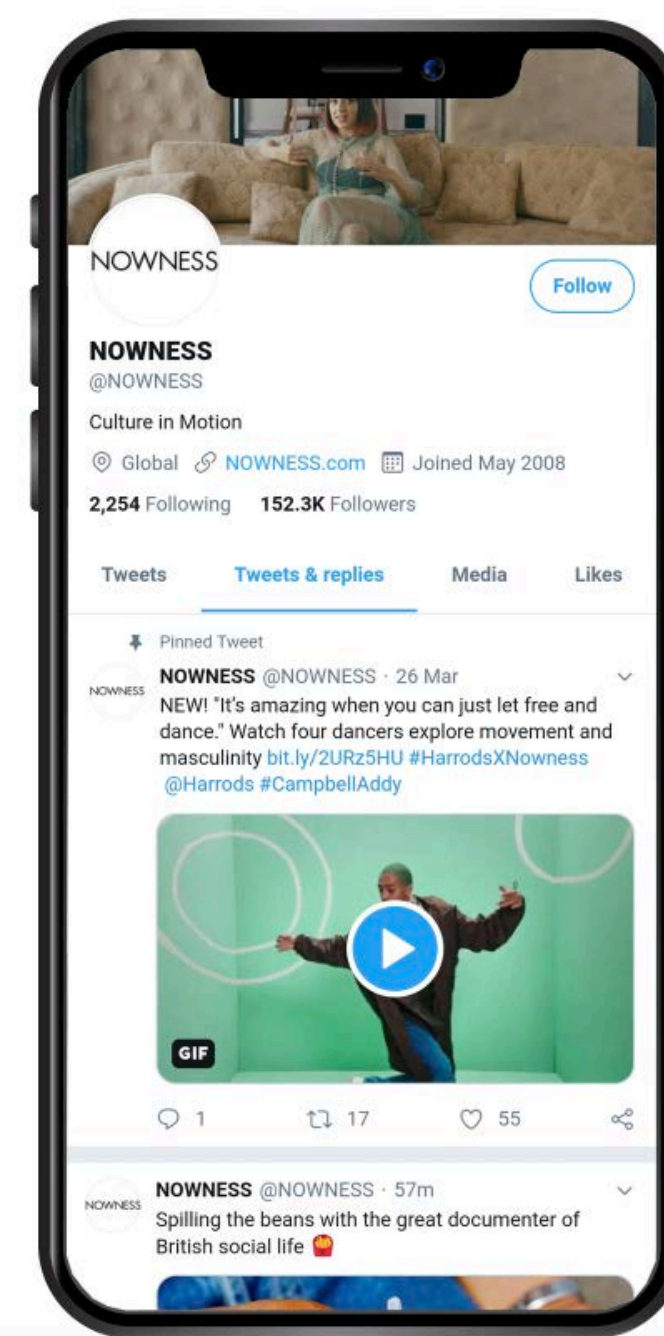 NOWNESS
Follow
NOWNESS
@NOWNESS
Culture in Motion
Global NOWNESS.com Joined May 2008
2,254 Following 152.3K Followers
Tweets Tweets & replies Media Likes
Pinned Tweet
NOWNESS
NOWNESS @NOWNESS · 26 Mar
NEW! "It's amazing when you can just let free and
dance." Watch four dancers explore movement and
masculinity bit.ly/2URz5HU #HarrodsXNowness
@Harrods #CampbellAddy
GIF
1 17 55
NOWNESS
NOWNESS @NOWNESS · 57m
Spilling the beans with the great documenter of
British social life 🍟